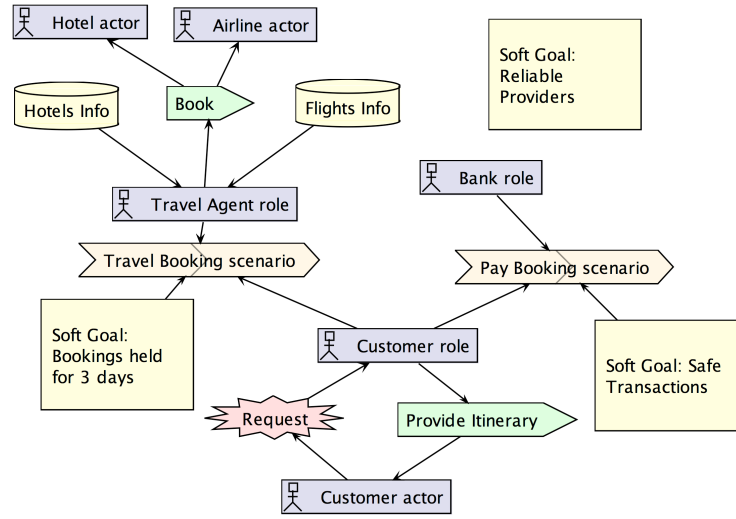 Hotel actor
Airline actor
Soft Goal:
Reliable
Providers
Book
Hotels Info
Flights Info
Bank role
Travel Agent role
Travel Booking scenario
Pay Booking scenario
Soft Goal:
Bookings held
for 3 days
Customer role
Soft Goal: Safe
Transactions
Request
Provide Itinerary
Customer actor